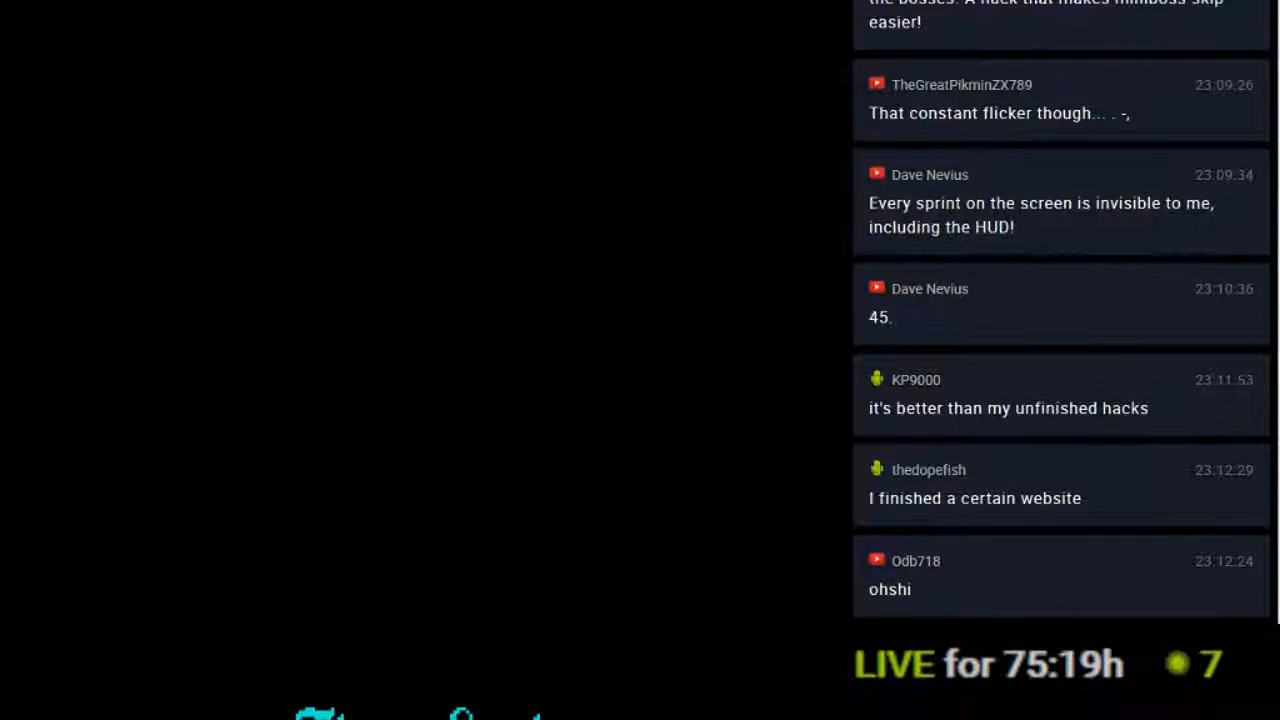 easier!
TheGreatPikminZX789 23:09:26
That constant flicker though... . -,
Dave Nevius 23:09:34
Every sprint on the screen is invisible to me,
including the HUD!
Dave Nevius 23:10:36
45.
KP9000 23:11:53
it's better than my unfinished hacks
thedopefish 23:12:29
I finished a certain website
Odb718 23:12:24
ohshi
LIVE for 75:19h 7